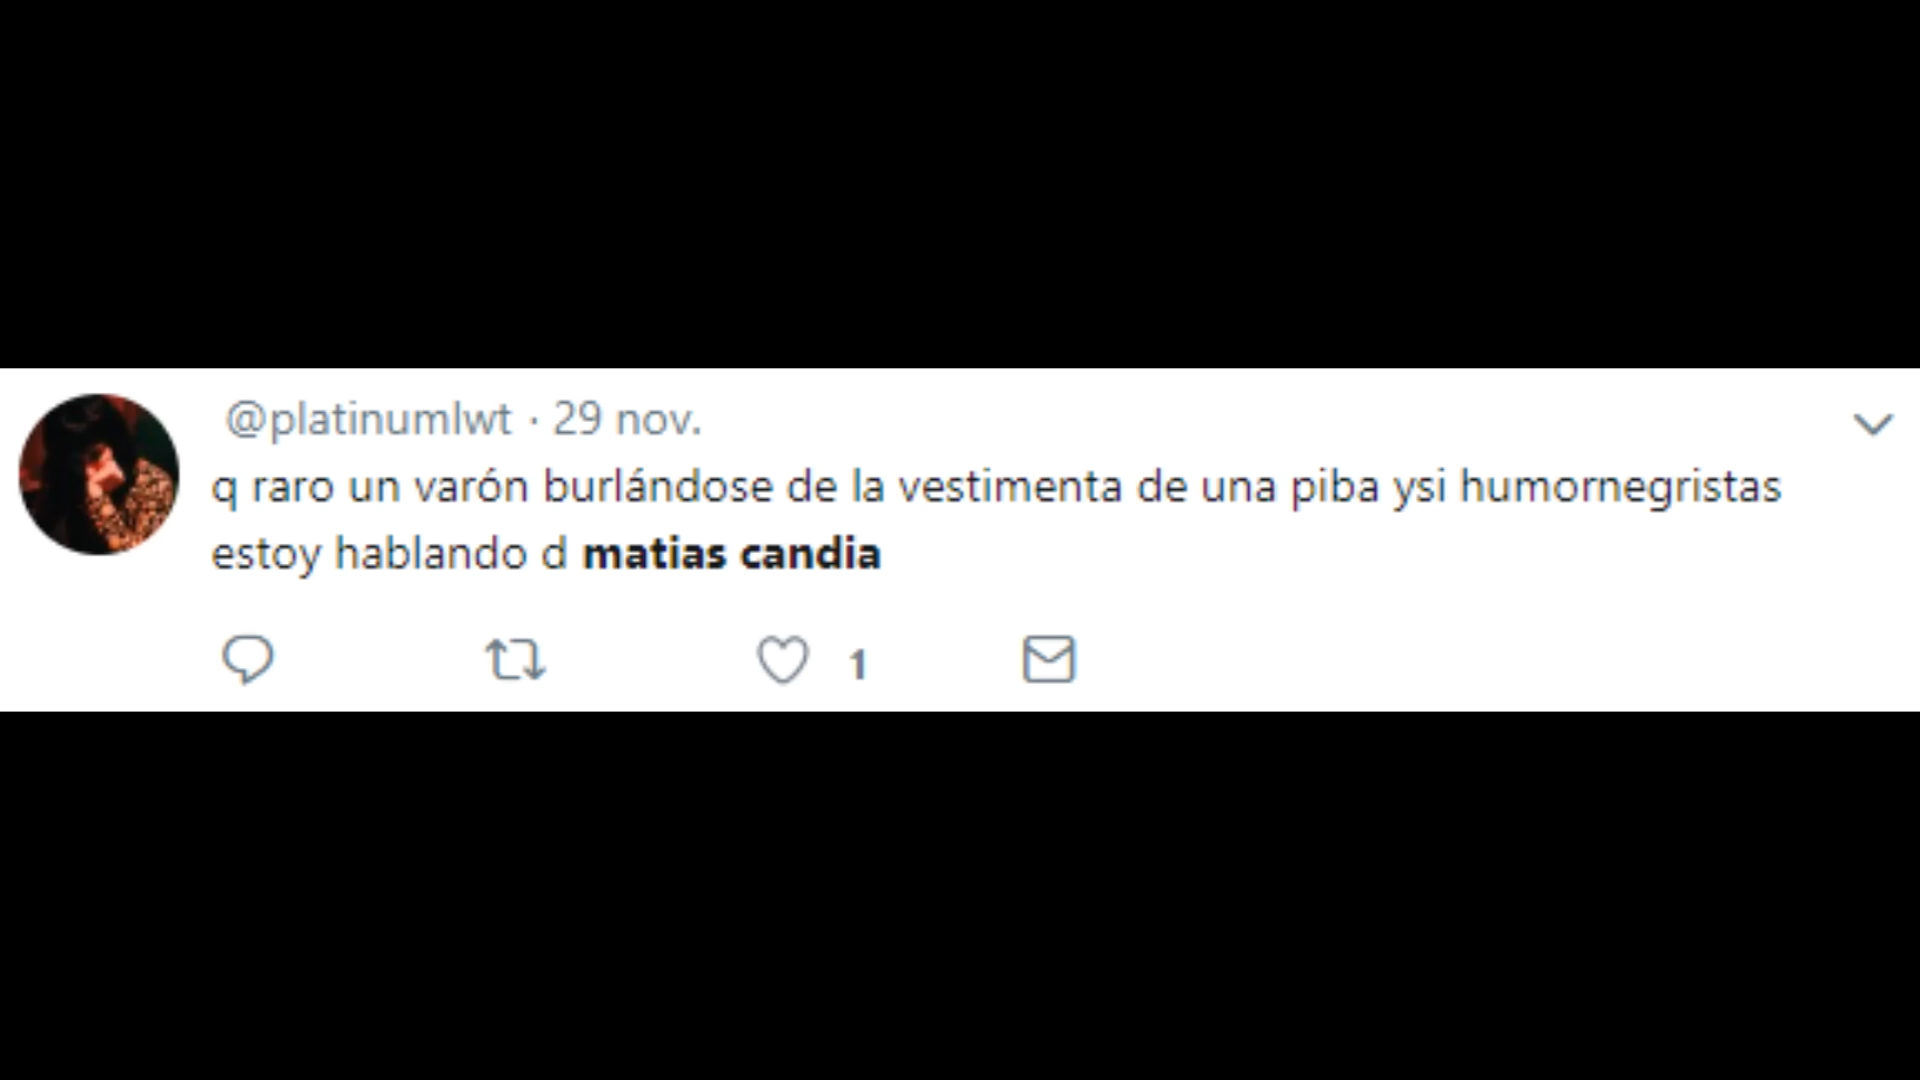 @platinumlwt · 29 nov.
q raro un varón burlándose de la vestimenta de una piba ysi humornegristas
estoy hablando d matias candia
1